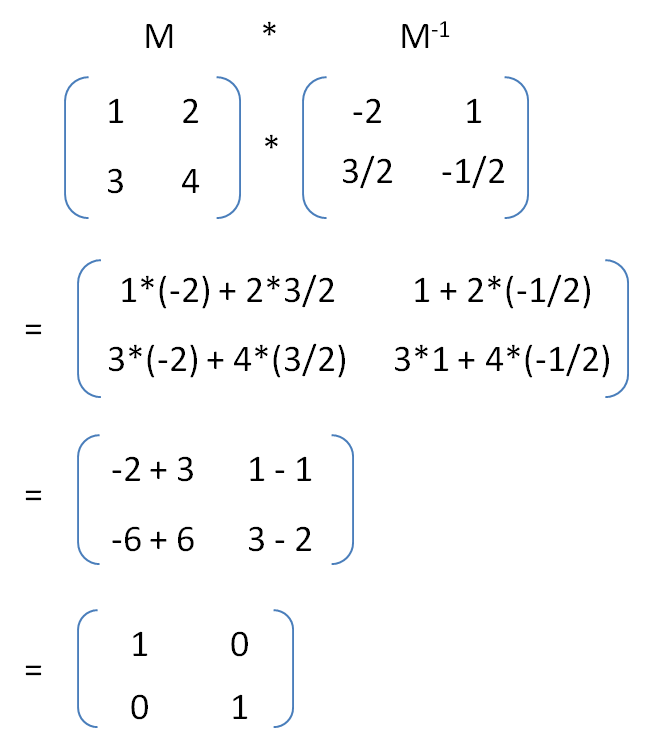 M * M⁻¹
1 2 -2 1
*
3 4 3/2 -1/2
1*(-2) + 2*3/2 1 + 2*(-1/2)
=
3*(-2) + 4*(3/2) 3*1 + 4*(-1/2)
-2 + 3 1 - 1
=
-6 + 6 3 - 2
1 0
=
0 1